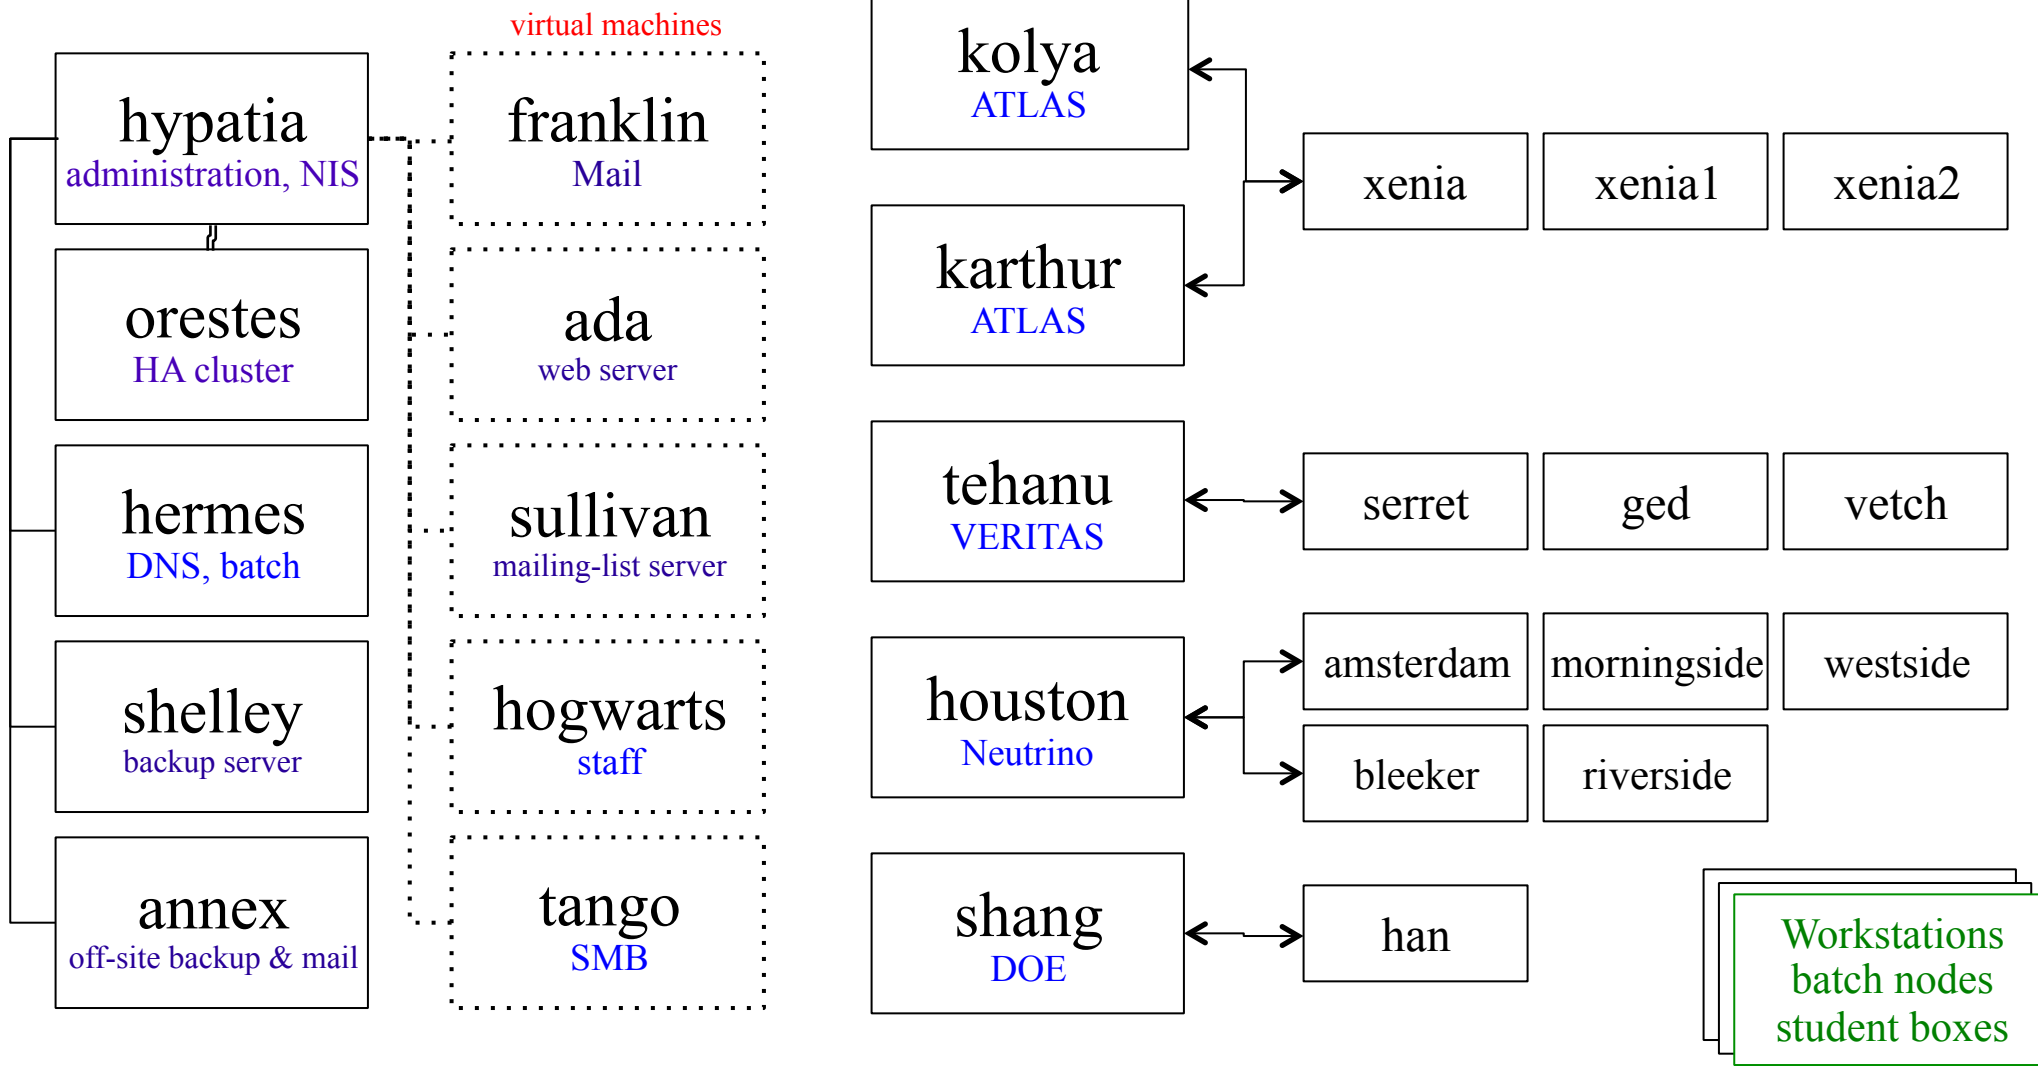 virtual machines
hypatia
administration, NIS
orestes
HA cluster
hermes
DNS, batch
shelley
backup server
annex
off-site backup & mail
franklin
Mail
ada
web server
sullivan
mailing-list server
hogwarts
staff
tango
SMB
kolya
ATLAS
karthur
ATLAS
tehanu
VERITAS
houston
Neutrino
shang
DOE
xenia
xenia1
xenia2
serret
ged
vetch
amsterdam
morningside
westside
bleeker
riverside
han
Workstations
batch nodes
student boxes